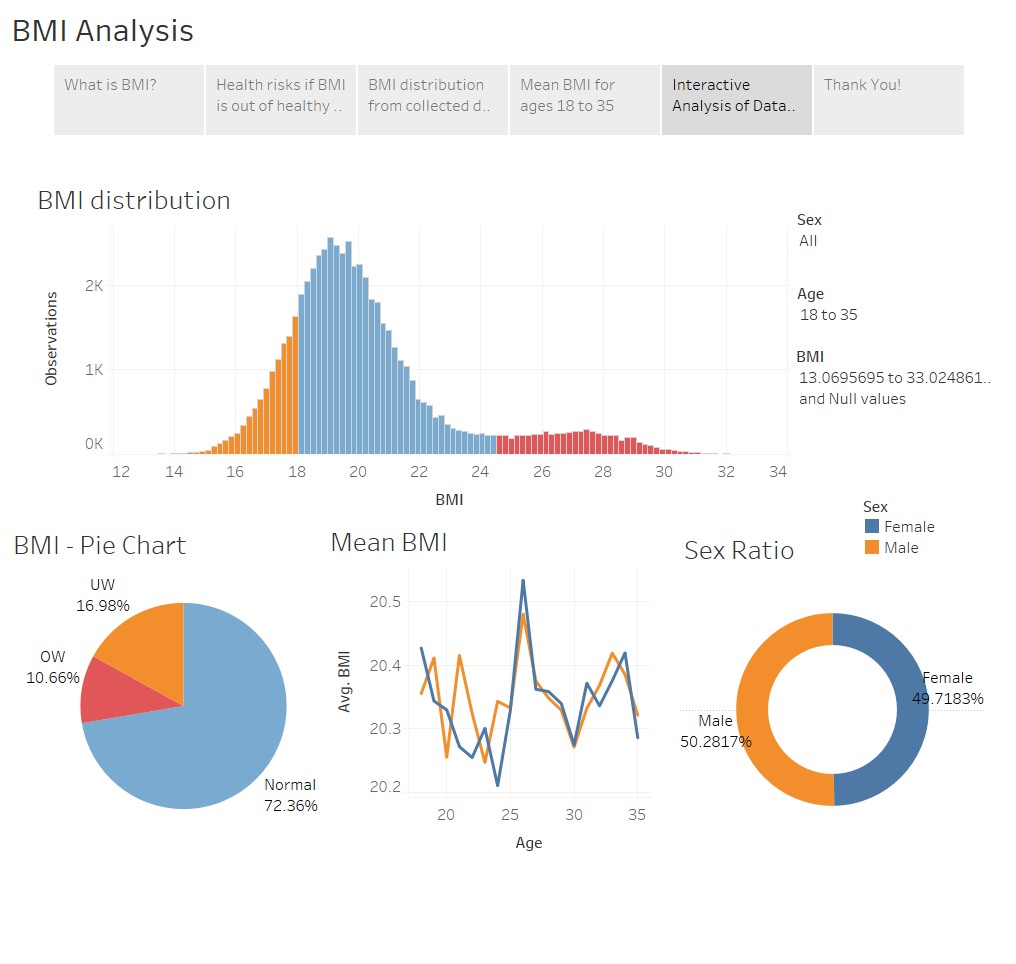 BMI Analysis
What is BMI?
Health risks if BMI
is out of healthy ..
BMI distribution
from collected d..
Mean BMI for
ages 18 to 35
Interactive
Analysis of Data..
Thank You!
BMI distribution
Observations
2K
1K
0K
12 14 16 18 20 22 24 26 28 30 32 34
BMI
Sex
All
Age
18 to 35
BMI
13.0695695 to 33.024861..
and Null values
BMI - Pie Chart
UW
16.98%
OW
10.66%
Normal
72.36%
Mean BMI
Avg. BMI
20.5
20.4
20.3
20.2
20 25 30 35
Age
Sex
Female
Male
Sex Ratio
Female
49.7183%
Male
50.2817%